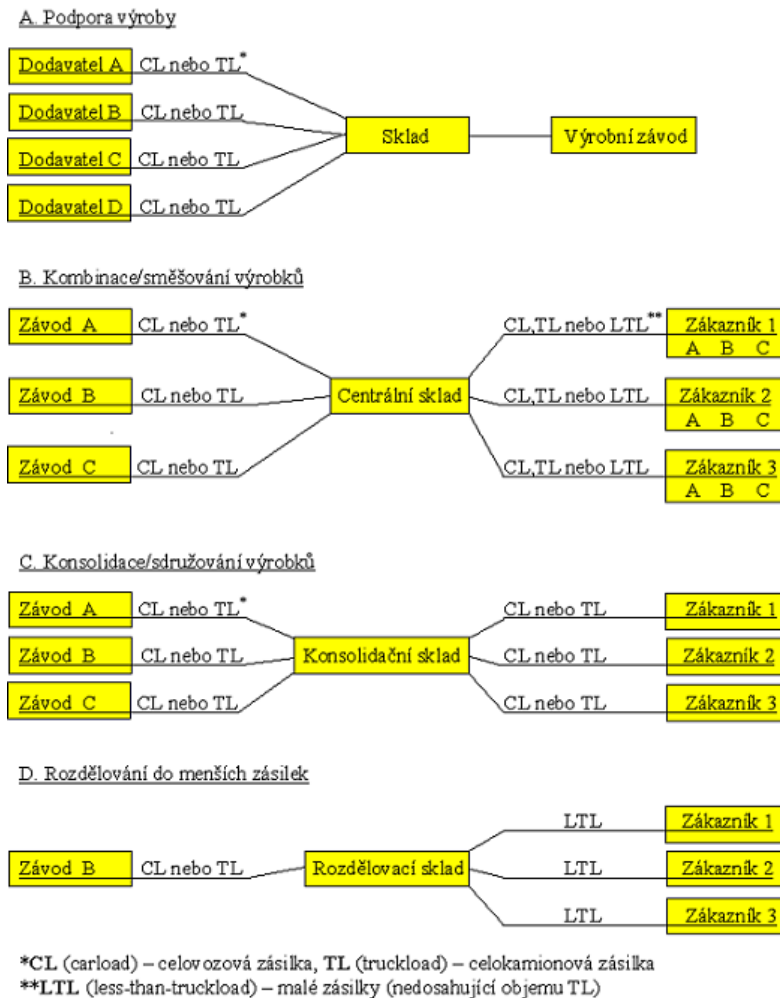 A. Podpora výroby
Dodavatel A CL nebo TL*
Dodavatel B CL nebo TL
Sklad Výrobní závod
Dodavatel C CL nebo TL
Dodavatel D CL nebo TL
B. Kombinace/směšování výrobků
Závod A CL nebo TL* CL,TL nebo LTL** Zákazník 1
A B C
Závod B CL nebo TL Centrální sklad CL,TL nebo LTL Zákazník 2
A B C
Závod C CL nebo TL CL,TL nebo LTL Zákazník 3
A B C
C. Konsolidace/sdružování výrobků
Závod A CL nebo TL* CL nebo TL Zákazník 1
Závod B CL nebo TL Konsolidační sklad CL nebo TL Zákazník 2
Závod C CL nebo TL CL nebo TL Zákazník 3
D. Rozdělování do menších zásilek
LTL Zákazník 1
Závod B CL nebo TL Rozdělovací sklad LTL Zákazník 2
LTL Zákazník 3
*CL (carload) – celovozová zásilka, TL (truckload) – celokamionová zásilka
**LTL (less-than-truckload) – malé zásilky (nedosahující objemu TL)